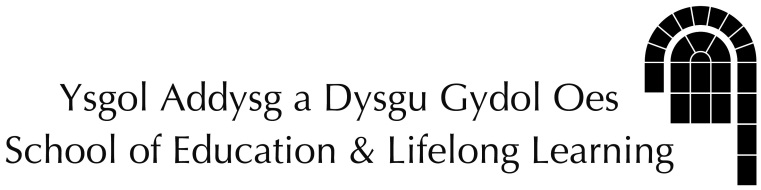 Ysgol Addysg a Dysgu Gydol Oes
School of Education & Lifelong Learning